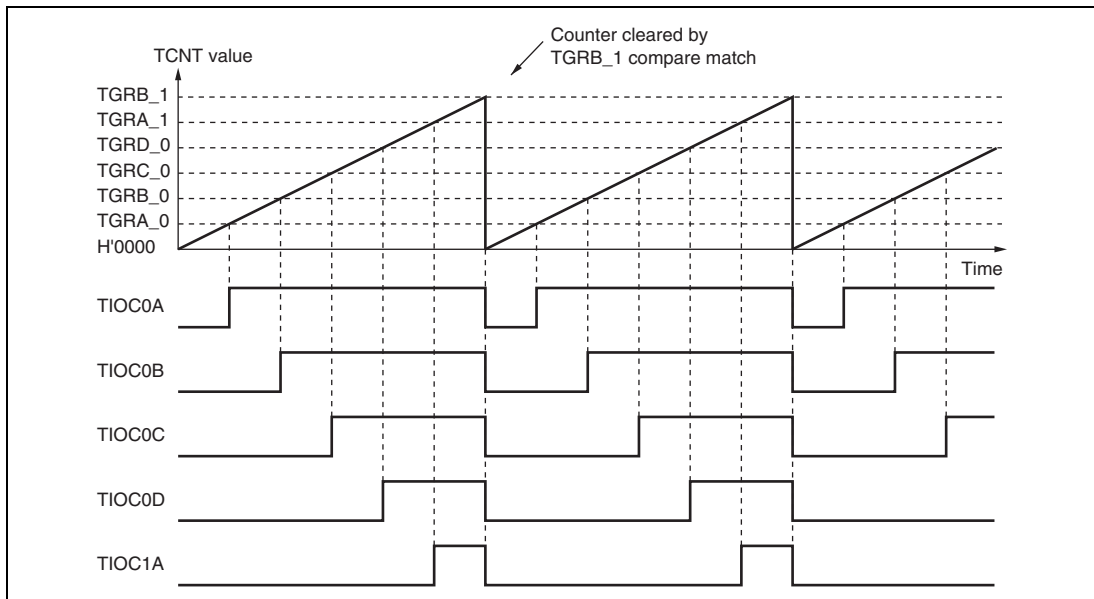 Counter cleared by
TGRB_1 compare match
TCNT value
TGRB_1
TGRA_1
TGRD_0
TGRC_0
TGRB_0
TGRA_0
H'0000
Time
TIOC0A
TIOC0B
TIOC0C
TIOC0D
TIOC1A